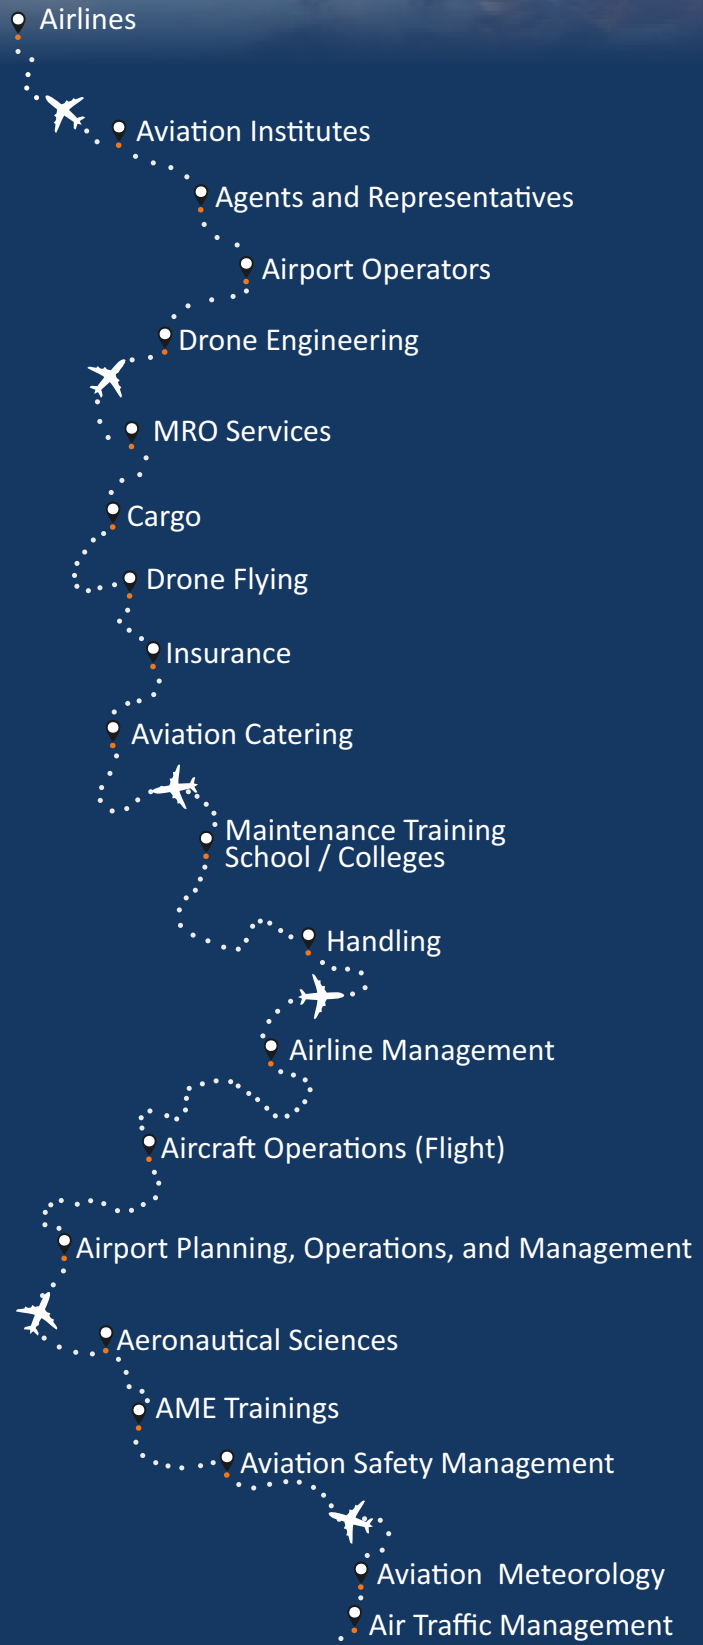 Airlines
Aviation Institutes
Agents and Representatives
Airport Operators
Drone Engineering
MRO Services
Cargo
Drone Flying
Insurance
Aviation Catering
Maintenance Training
School / Colleges
Handling
Airline Management
Aircraft Operations (Flight)
Airport Planning, Operations, and Management
Aeronautical Sciences
AME Trainings
Aviation Safety Management
Aviation  Meteorology
Air Traffic Management